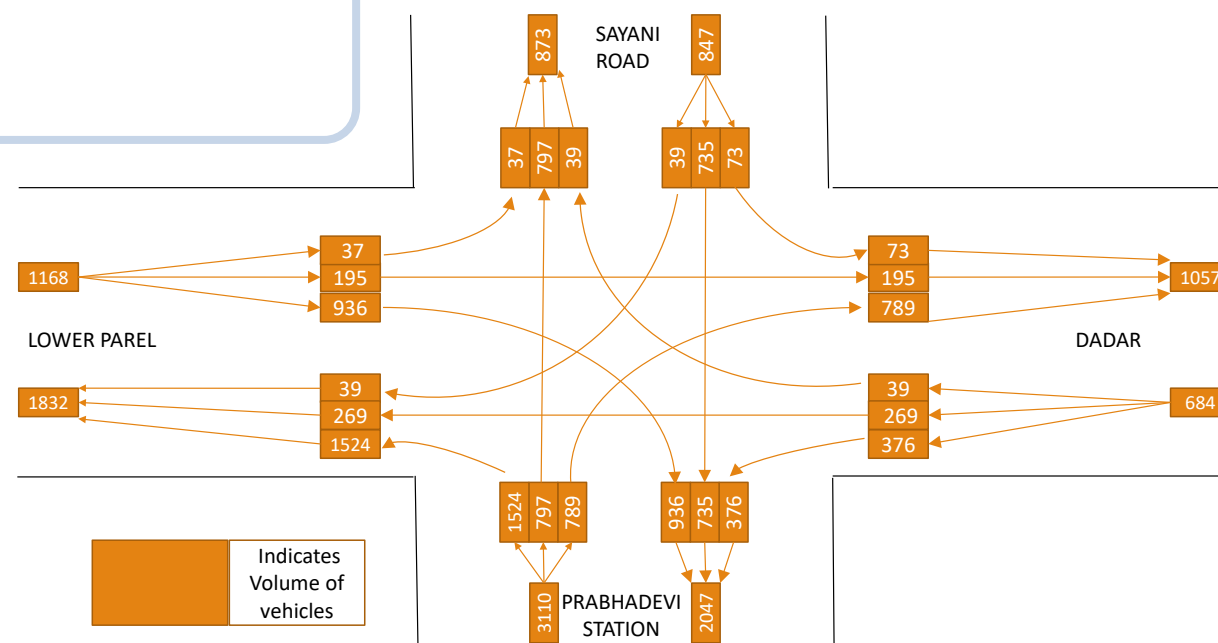 873
SAYANI
ROAD
847
37 797 39
39 735 73
37
195
936
1168
73
195
789
1057
LOWER PAREL
DADAR
39
269
1524
1832
39
269
376
684
1524 797 789
936 735 376
Indicates
Volume of
vehicles
3110
PRABHADEVI
STATION
2047